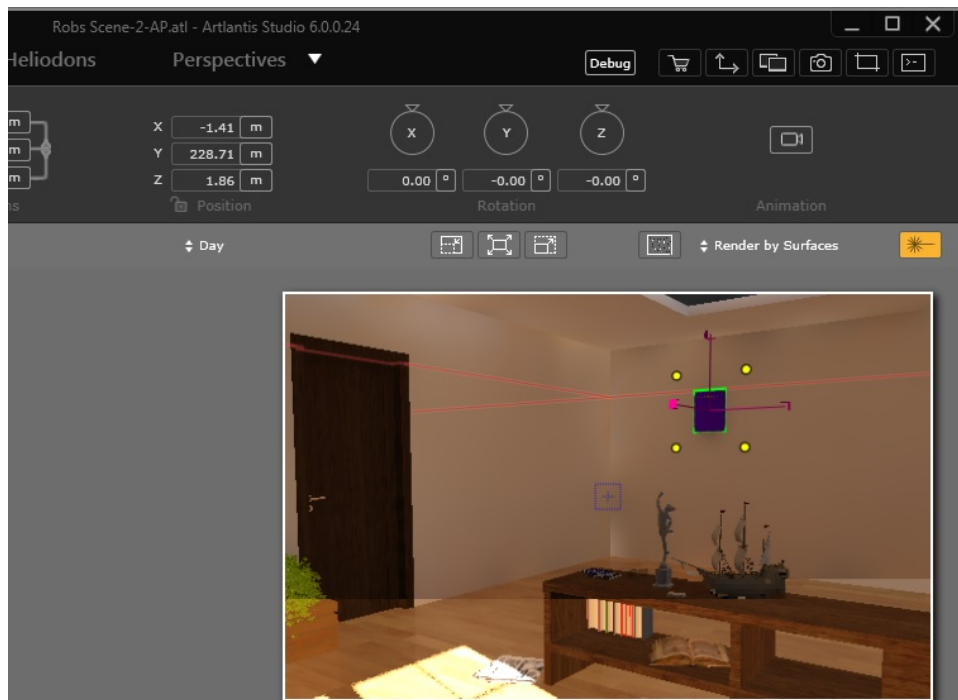 Robs Scene-2-AP.atl - Artlantis Studio 6.0.0.24
Heliodons Perspectives
Debug
m
X -1.41 m
X Y Z
m
Y 228.71 m
m
Z 1.86 m
0.00 ° -0.00 ° -0.00 °
ns Position Rotation Animation
Day Render by Surfaces